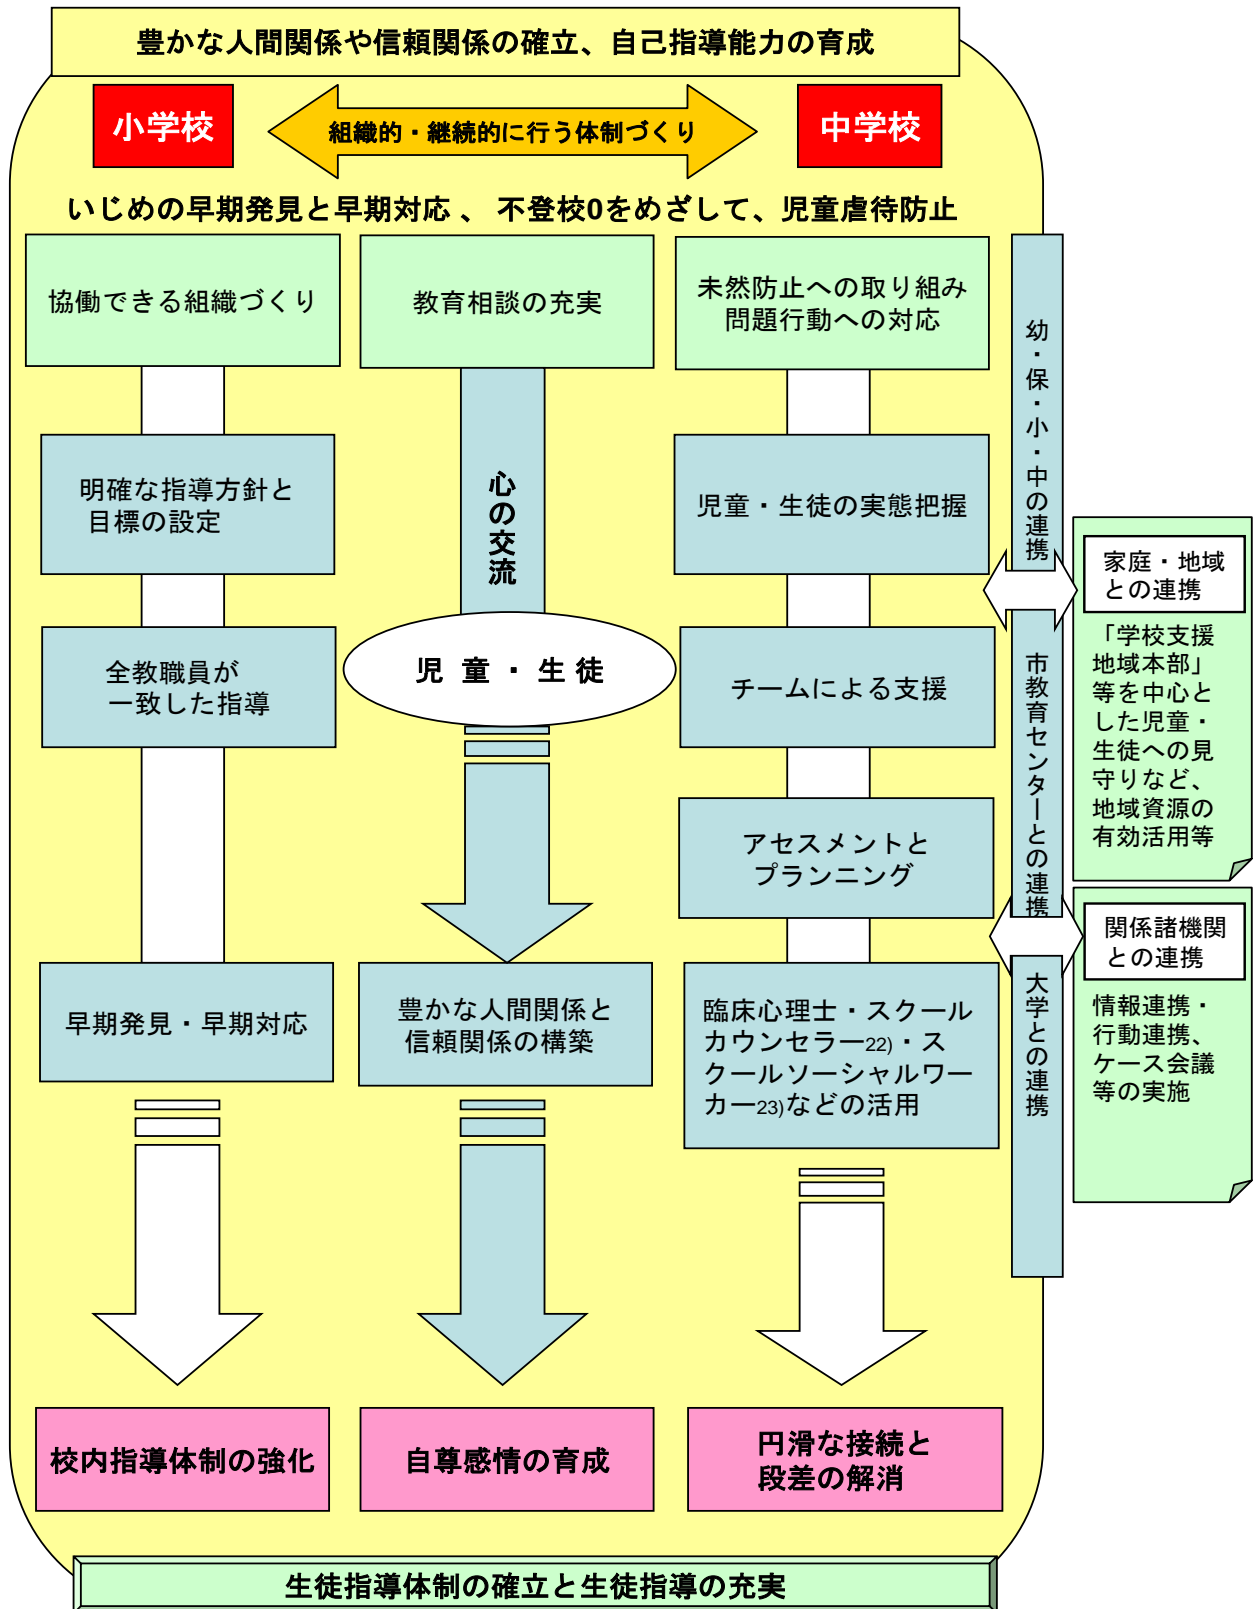 豊かな人間関係や信頼関係の確立、自己指導能力の育成
小学校
組織的・継続的に行う体制づくり
中学校
いじめの早期発見と早期対応 、 不登校0をめざして、児童虐待防止
協働できる組織づくり
教育相談の充実
未然防止への取り組み
問題行動への対応
明確な指導方針と
目標の設定
心の交流
児童・生徒の実態把握
全教職員が
一致した指導
児 童 ・ 生 徒
チームによる支援
アセスメントと
プランニング
早期発見・早期対応
豊かな人間関係と
信頼関係の構築
臨床心理士・スクール
カウンセラー22)・ス
クールソーシャルワー
カー23)などの活用
幼・保・小・中の連携
市教育センターとの連携
大学との連携
家庭・地域
との連携
「学校支援
地域本部」
等を中心と
した児童・
生徒への見
守りなど、
地域資源の
有効活用等
関係諸機関
との連携
情報連携・
行動連携、
ケース会議
等の実施
校内指導体制の強化
自尊感情の育成
円滑な接続と
段差の解消
生徒指導体制の確立と生徒指導の充実